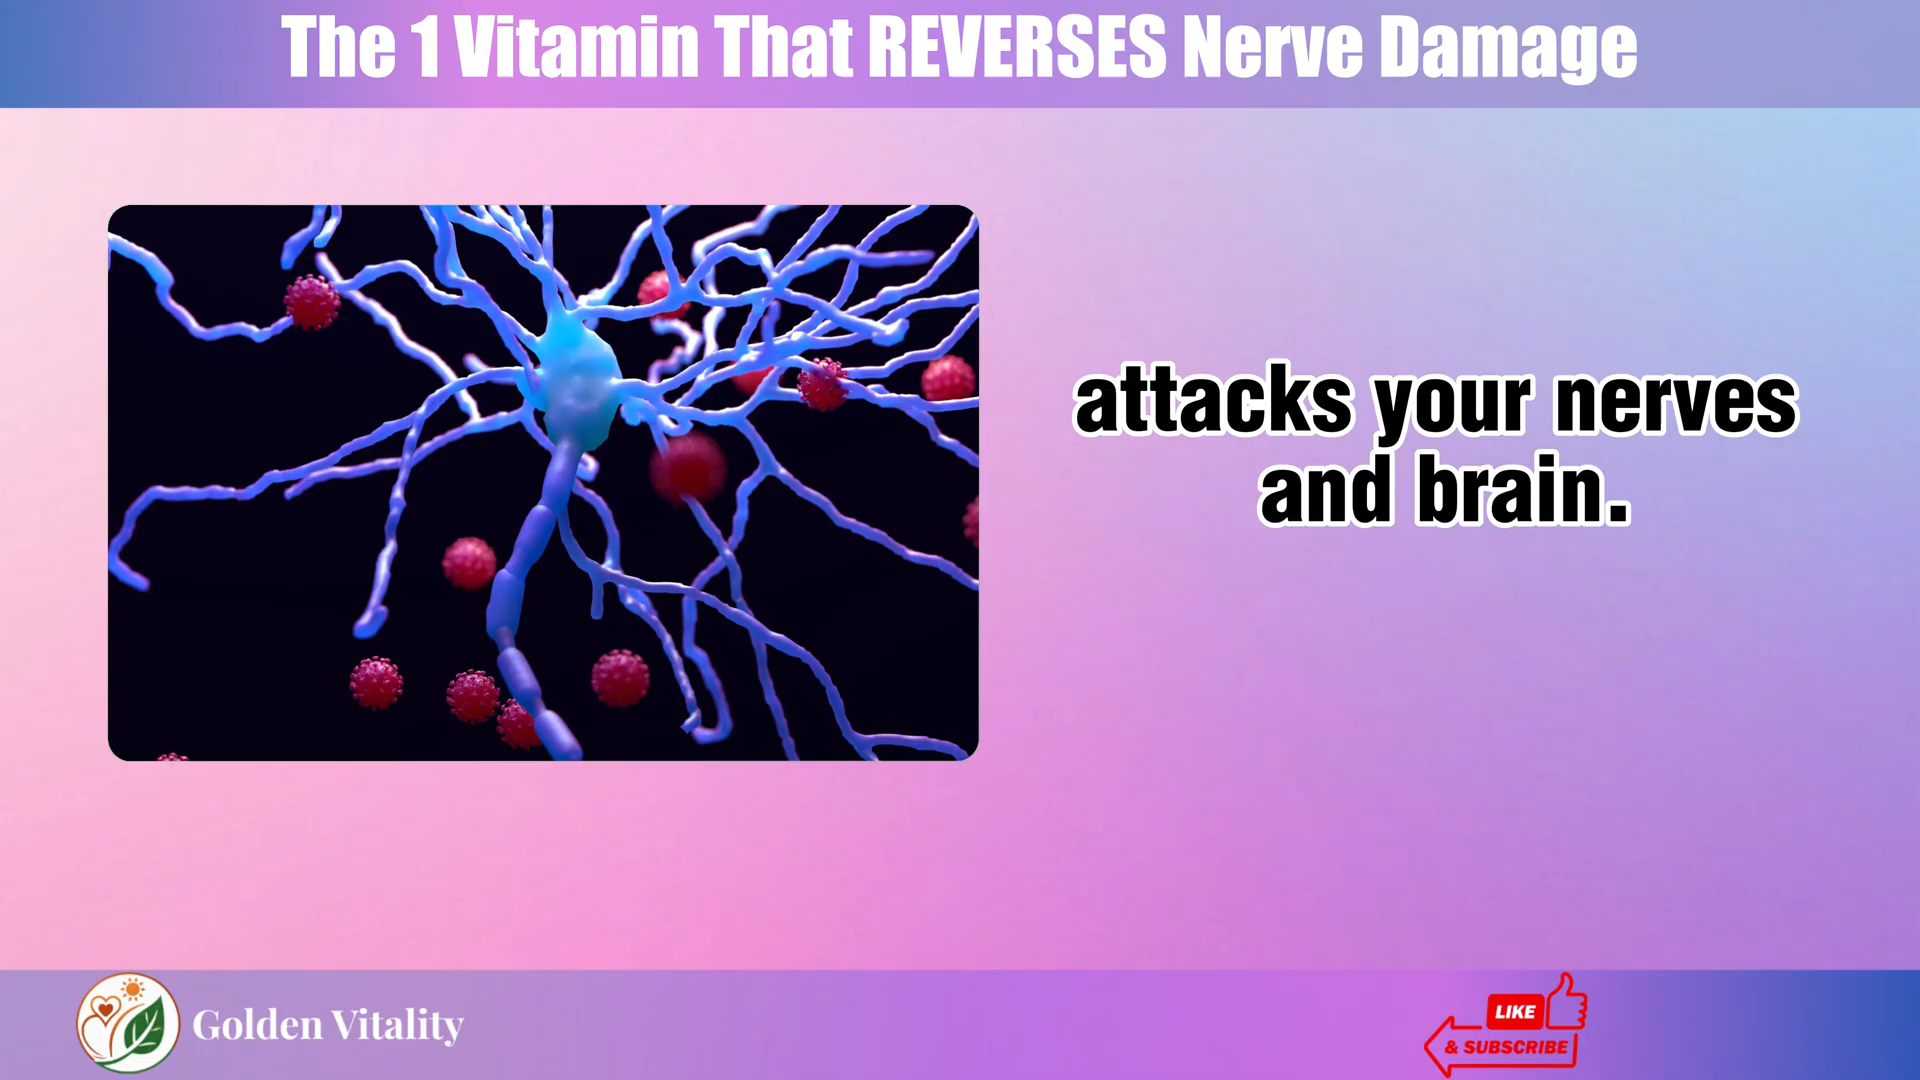 The 1 Vitamin That REVERSES Nerve Damage
attacks your nerves
and brain.
Golden Vitality
LIKE
& SUBSCRIBE